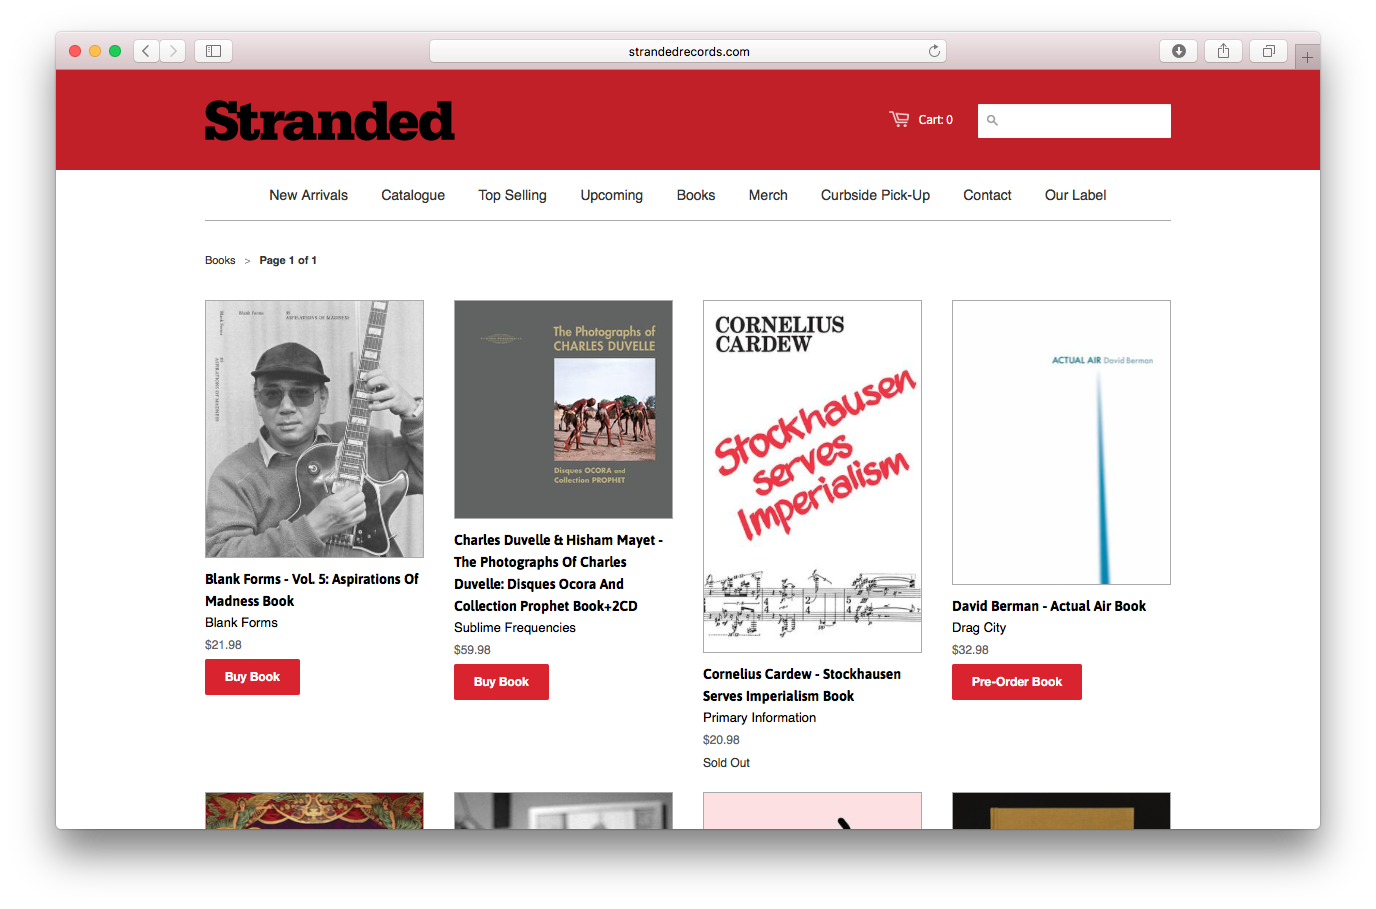 strandedrecords.com
Stranded
Cart: 0
New Arrivals Catalogue Top Selling Upcoming Books Merch Curbside Pick-Up Contact Our Label
Books > Page 1 of 1
Blank Forms
ASPIRATIONS OF MADNESS
Blank Forms
ASPIRATIONS OF MADNESS
Blank Forms - Vol. 5: Aspirations Of
Madness Book
Blank Forms
$21.98
Buy Book
The Photographs of
CHARLES DUVELLE
Disques OCORA and
Collection PROPHET
Charles Duvelle & Hisham Mayet -
The Photographs Of Charles
Duvelle: Disques Ocora And
Collection Prophet Book+2CD
Sublime Frequencies
$59.98
Buy Book
CORNELIUS
CARDEW
Stockhausen
serves
Imperialism
Cornelius Cardew - Stockhausen
Serves Imperialism Book
Primary Information
$20.98
Sold Out
ACTUAL AIR David Berman
David Berman - Actual Air Book
Drag City
$32.98
Pre-Order Book